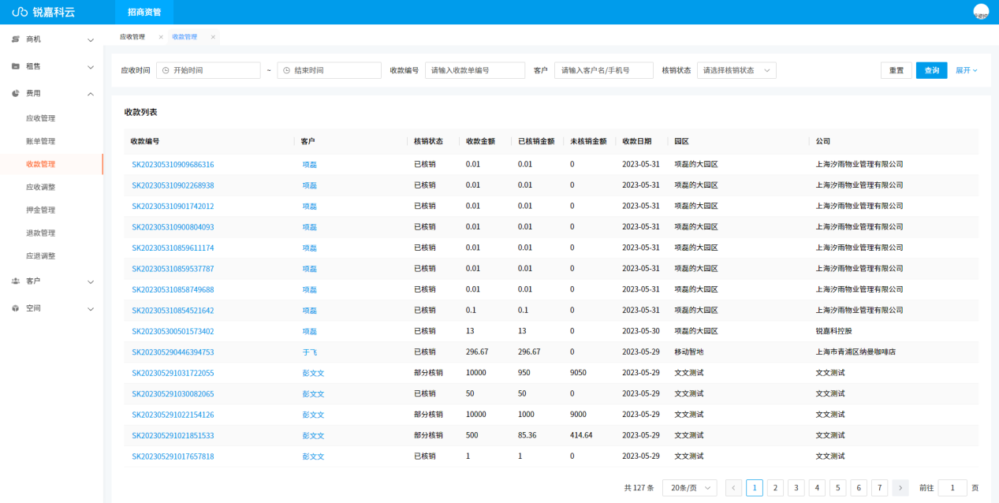 锐嘉科云 招商资管
商机
租售
费用
应收管理
账单管理
收款管理
应收调整
押金管理
退款管理
应退调整
客户
空间
应收管理 × 收款管理 ×
应收时间 开始时间 ~ 结束时间 收款编号 请输入收款单编号 客户 请输入客户名/手机号 核销状态 请选择核销状态 重置 查询 展开
收款列表
收款编号 客户 核销状态 收款金额 已核销金额 未核销金额 收款日期 园区 公司
SK202305310909686316 项磊 已核销 0.01 0.01 0 2023-05-31 项磊的大园区 上海汐雨物业管理有限公司
SK202305310902268938 项磊 已核销 0.01 0.01 0 2023-05-31 项磊的大园区 上海汐雨物业管理有限公司
SK202305310901742012 项磊 已核销 0.01 0.01 0 2023-05-31 项磊的大园区 上海汐雨物业管理有限公司
SK202305310900804093 项磊 已核销 0.01 0.01 0 2023-05-31 项磊的大园区 上海汐雨物业管理有限公司
SK202305310859611174 项磊 已核销 0.01 0.01 0 2023-05-31 项磊的大园区 上海汐雨物业管理有限公司
SK202305310859537787 项磊 已核销 0.01 0.01 0 2023-05-31 项磊的大园区 上海汐雨物业管理有限公司
SK202305310858749688 项磊 已核销 0.01 0.01 0 2023-05-31 项磊的大园区 上海汐雨物业管理有限公司
SK202305310854521642 项磊 已核销 0.1 0.1 0 2023-05-31 项磊的大园区 上海汐雨物业管理有限公司
SK202305300501573402 项磊 已核销 13 13 0 2023-05-30 项磊的大园区 锐嘉科控股
SK202305290446394753 于飞 已核销 296.67 296.67 0 2023-05-29 移动智地 上海市青浦区纳曼咖啡店
SK202305291031722055 彭文文 部分核销 10000 950 9050 2023-05-29 文文测试 文文测试
SK202305291030082065 彭文文 已核销 50 50 0 2023-05-29 文文测试 文文测试
SK202305291022154126 彭文文 部分核销 10000 1000 9000 2023-05-29 文文测试 文文测试
SK202305291021851533 彭文文 部分核销 500 85.36 414.64 2023-05-29 文文测试 文文测试
SK202305291017657818 彭文文 已核销 1 1 0 2023-05-29 文文测试 文文测试
共 127 条 20条/页 < 1 2 3 4 5 6 7 > 前往 1 页